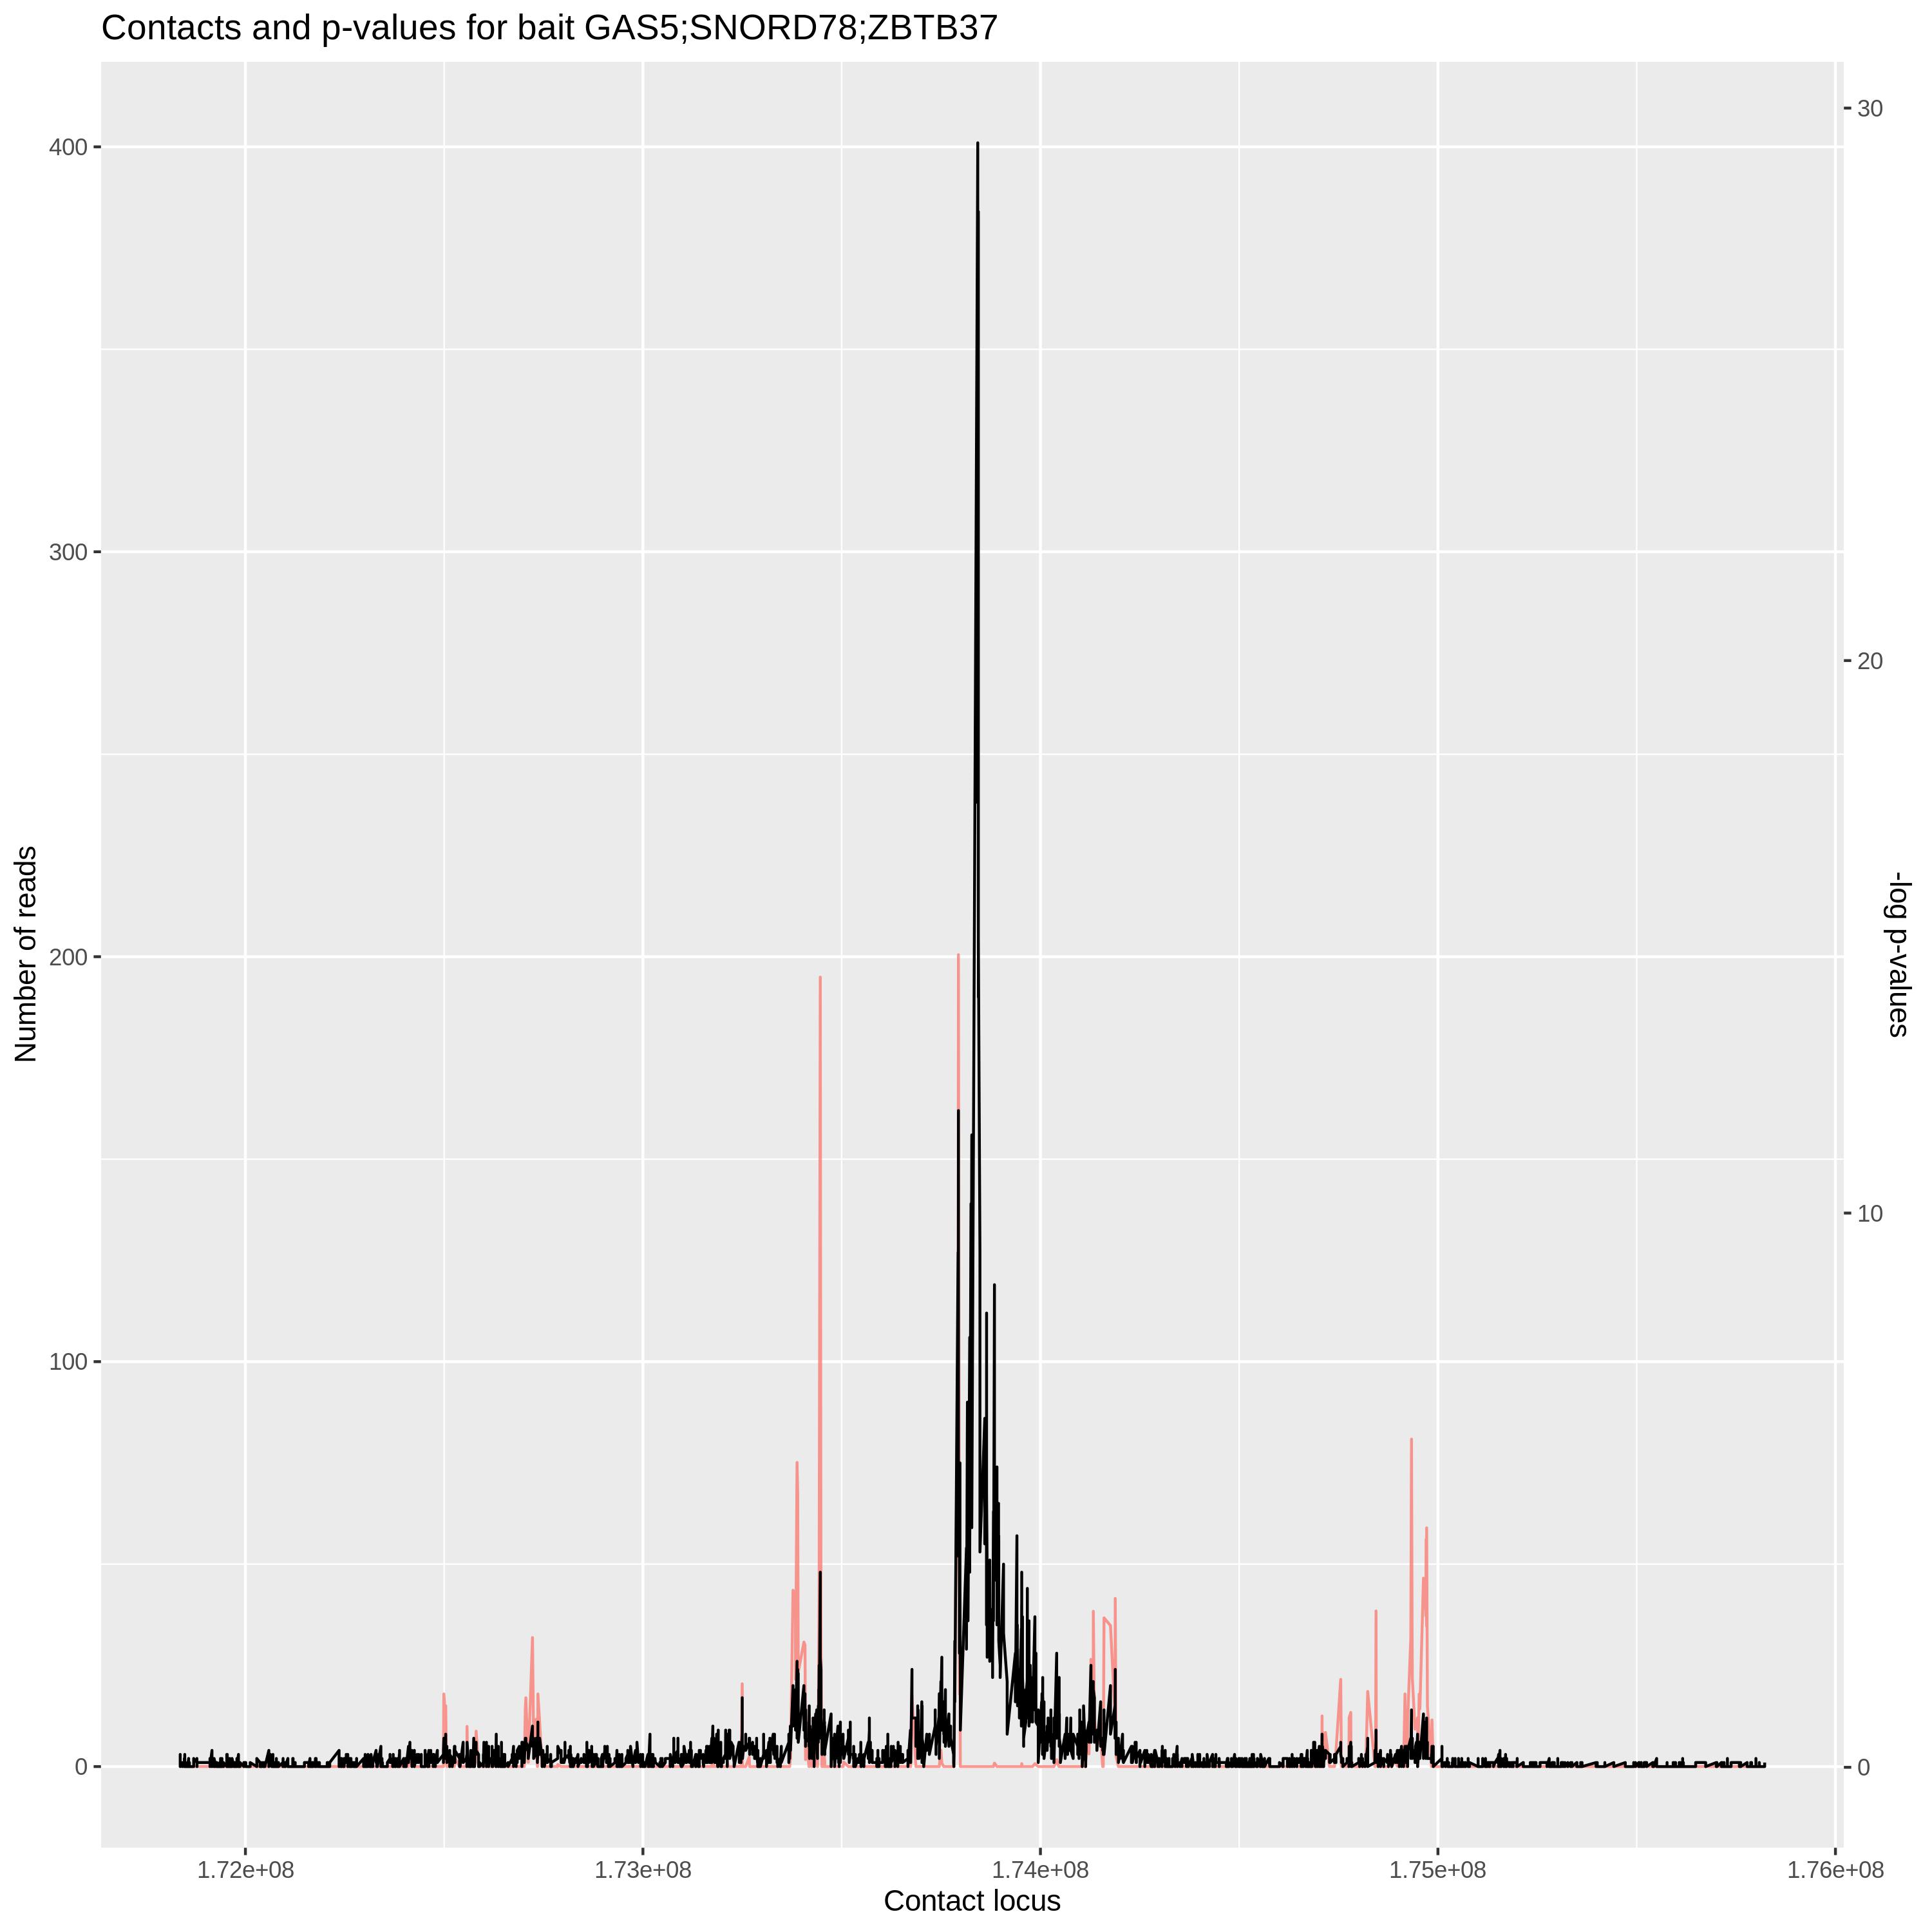 Contacts and p-values for bait GAS5;SNORD78;ZBTB37
400
300
200
100
0
Number of reads
30
20
10
0
-log p-values
1.72e+08
1.73e+08
1.74e+08
1.75e+08
1.76e+08
Contact locus